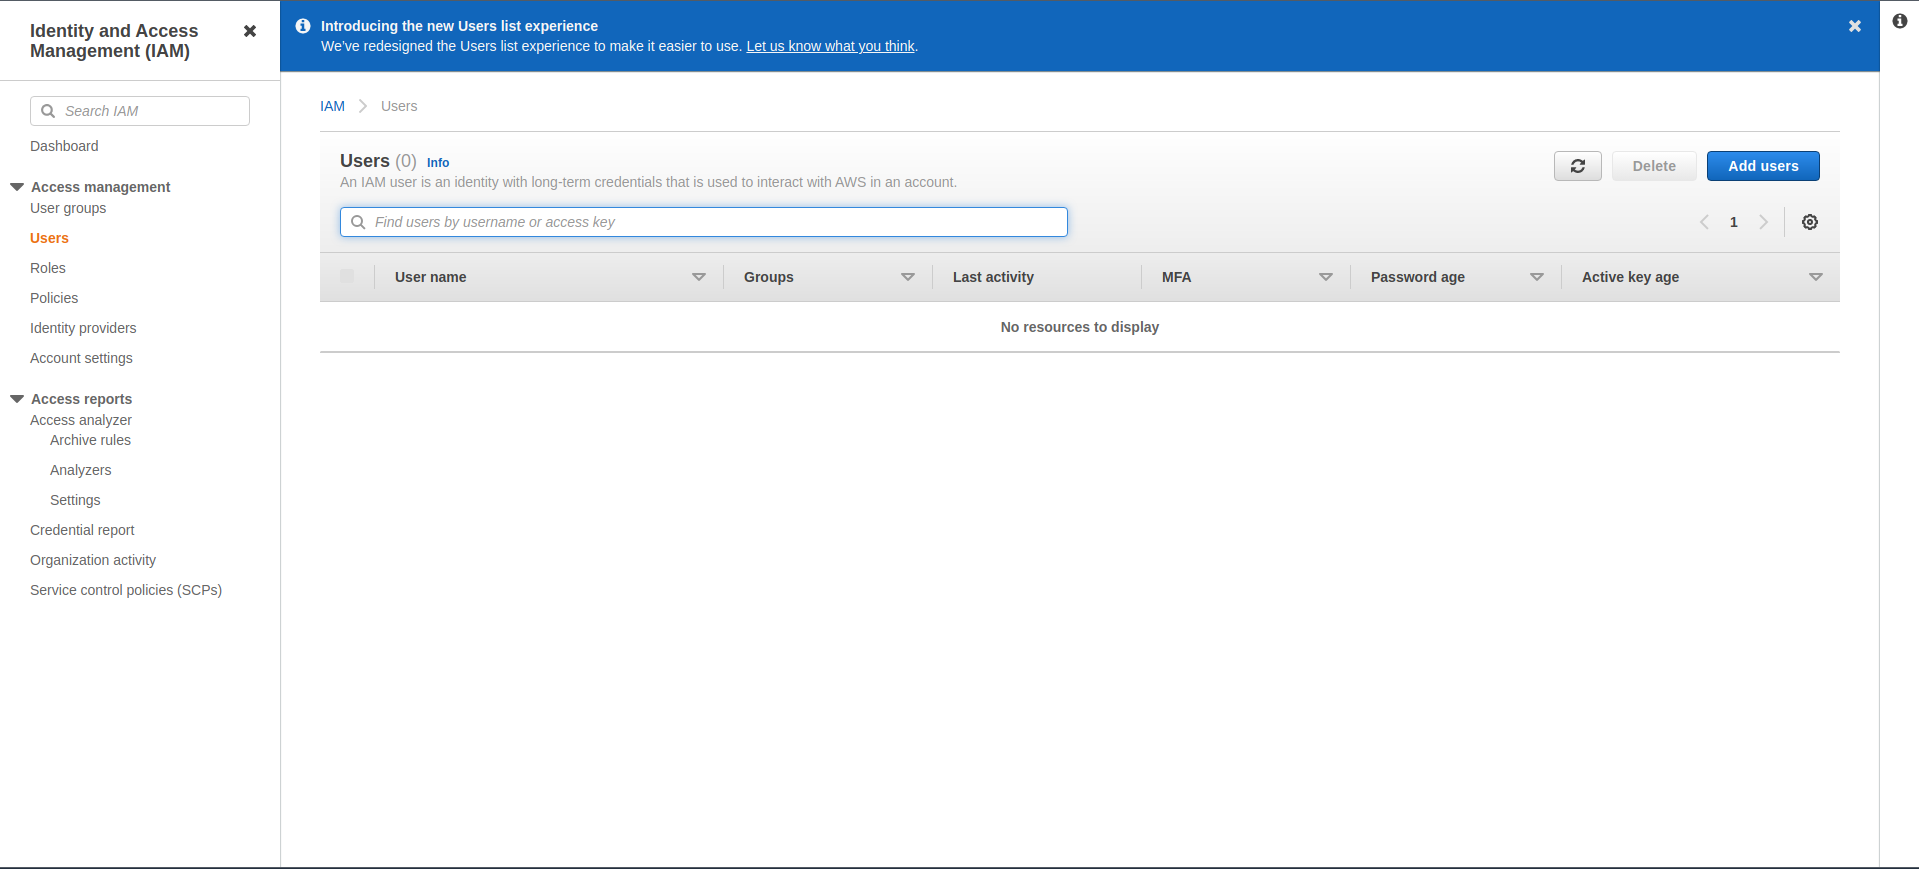 Identity and Access
Management (IAM)
Search IAM
Dashboard
Access management
User groups
Users
Roles
Policies
Identity providers
Account settings
Access reports
Access analyzer
Archive rules
Analyzers
Settings
Credential report
Organization activity
Service control policies (SCPs)
Introducing the new Users list experience
We've redesigned the Users list experience to make it easier to use. Let us know what you think.
IAM Users
Users (0) Info
An IAM user is an identity with long-term credentials that is used to interact with AWS in an account.
Delete Add users
Find users by username or access key
1
User name Groups Last activity MFA Password age Active key age
No resources to display